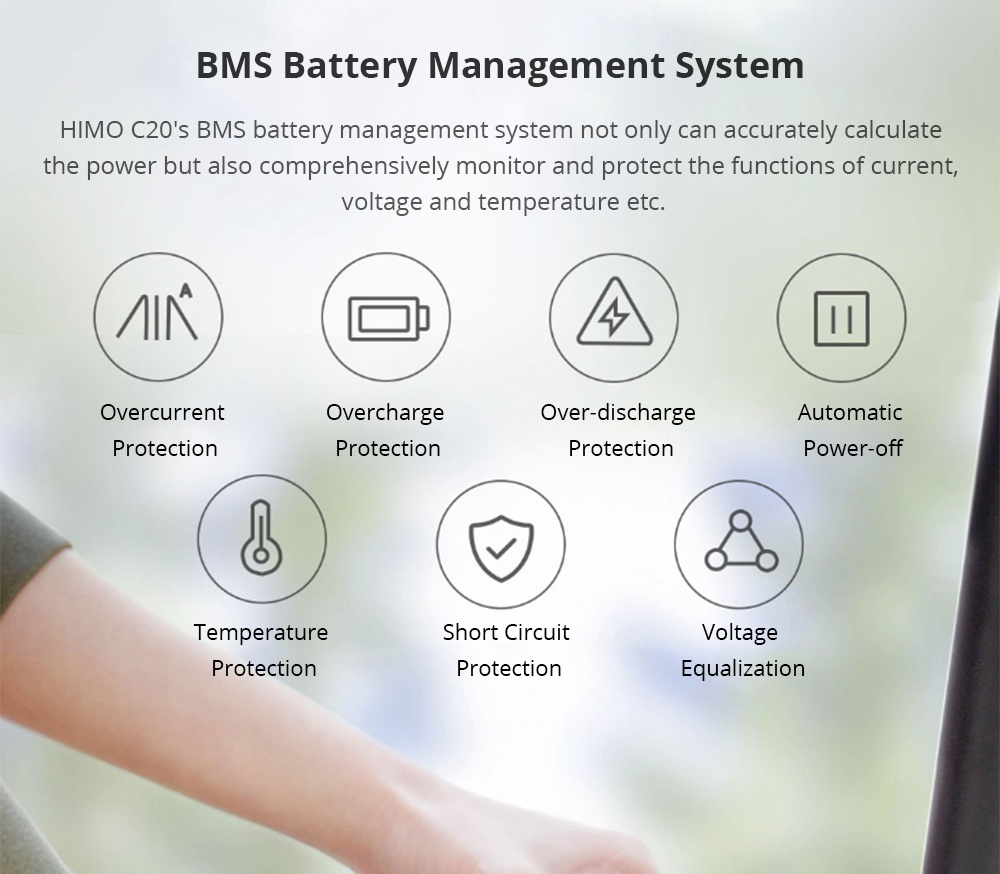 BMS Battery Management System
HIMO C20's BMS battery management system not only can accurately calculate
the power but also comprehensively monitor and protect the functions of current,
voltage and temperature etc.
A
Overcurrent
Protection
Overcharge
Protection
Over-discharge
Protection
Automatic
Power-off
Temperature
Protection
Short Circuit
Protection
Voltage
Equalization